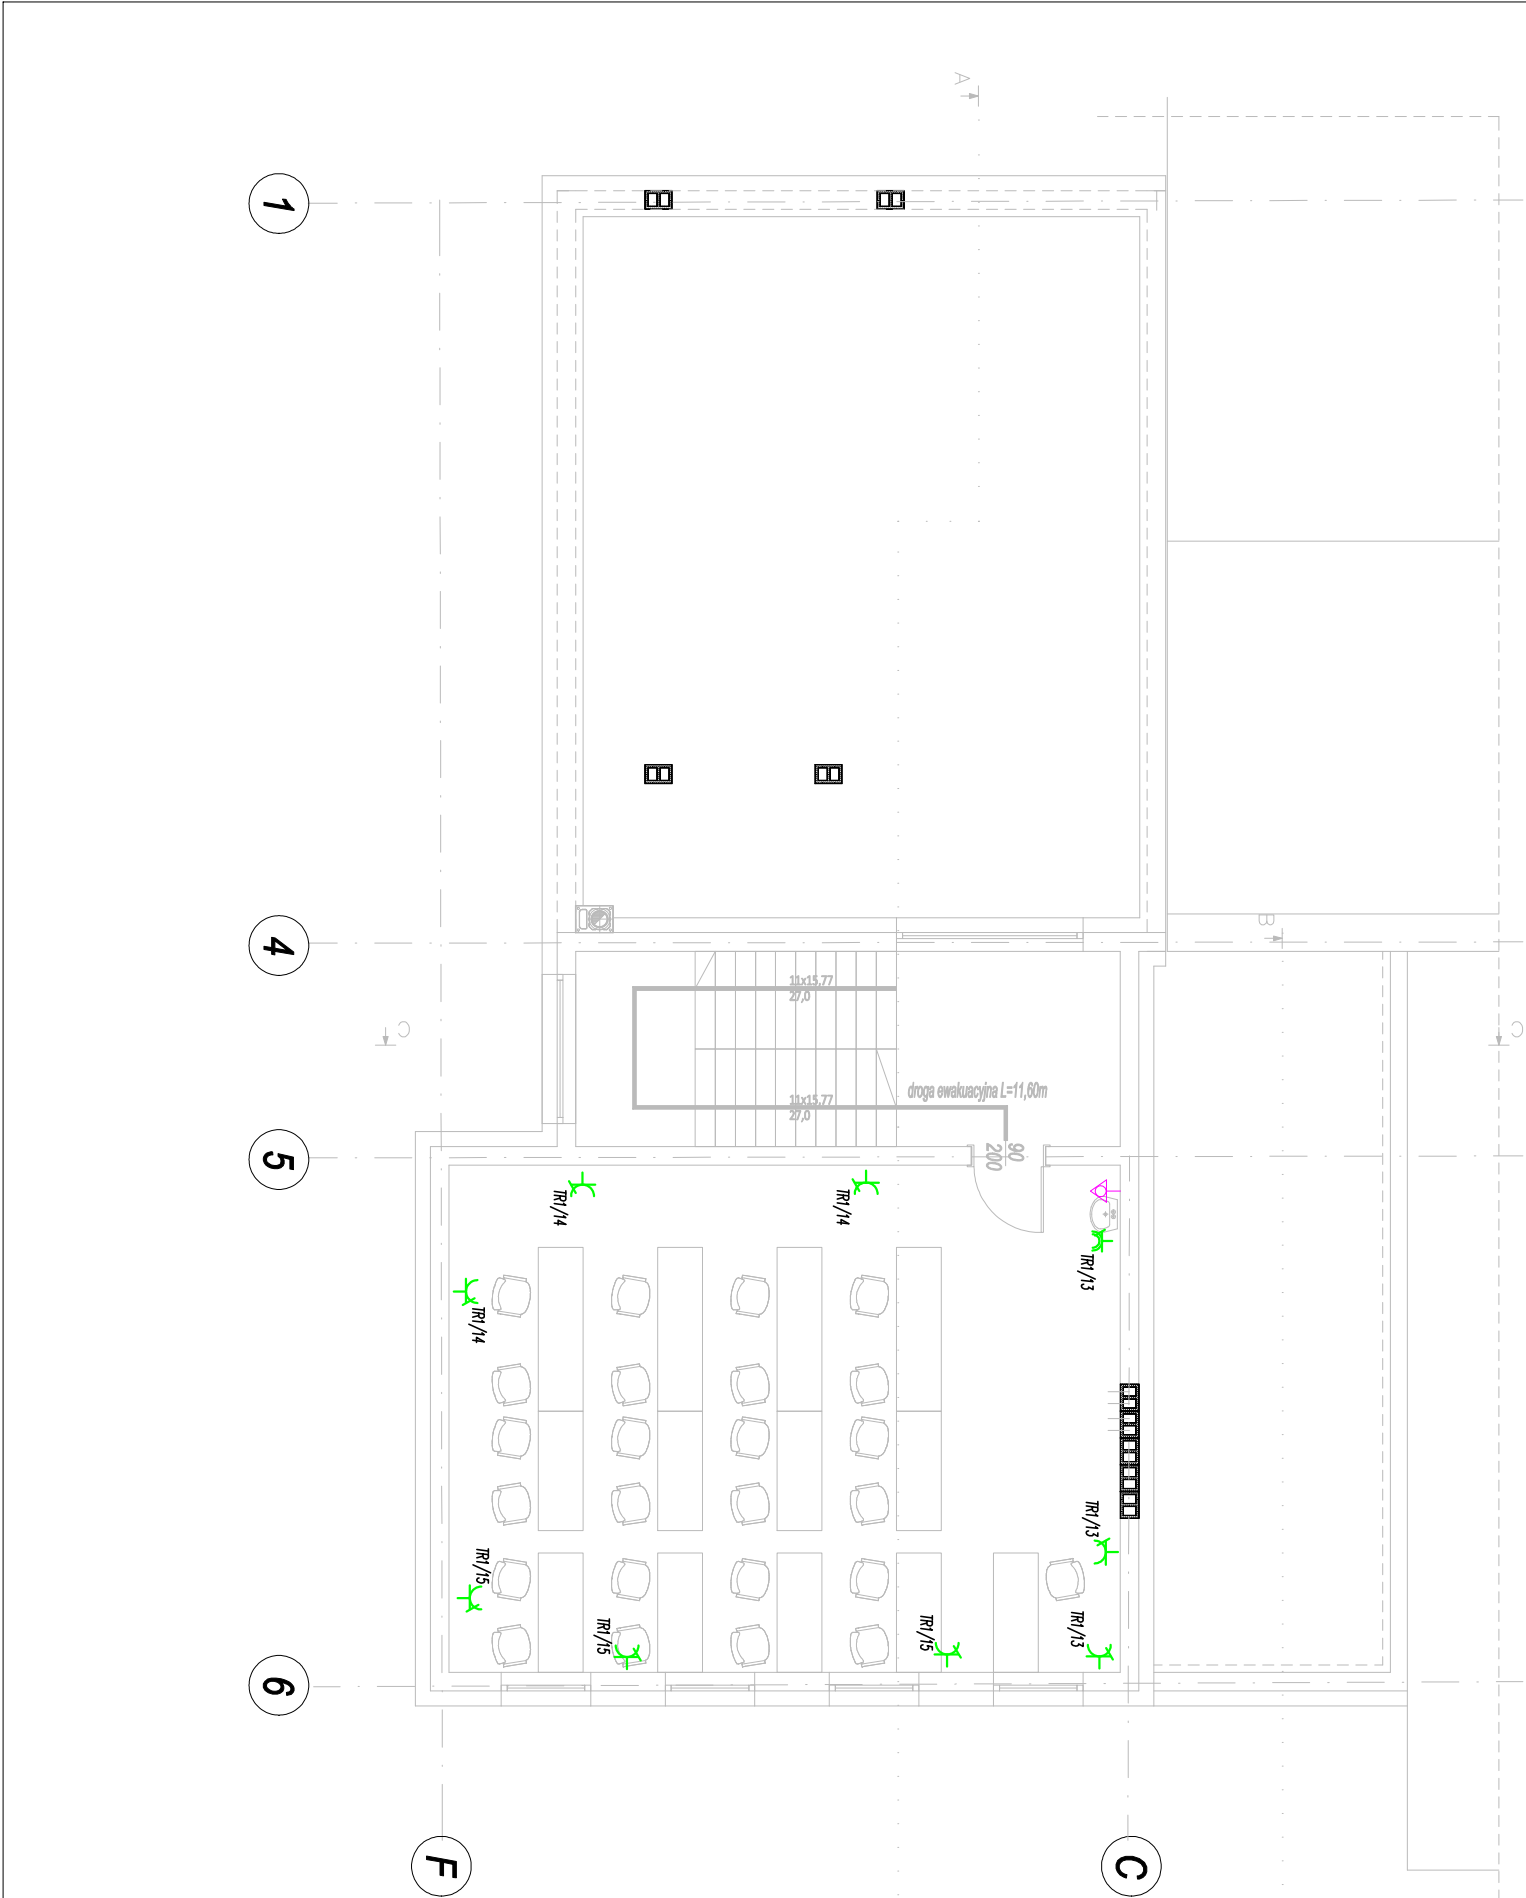 A
1
4
B
11x15,77
27,0
C
C
droga ewakuacyjna L=11,60m
11x15,77
27,0
90
200
5
TR1/14
TR1/14
TR1/13
TR1/14
TR1/13
TR1/15
TR1/15
TR1/15
TR1/13
6
F
C